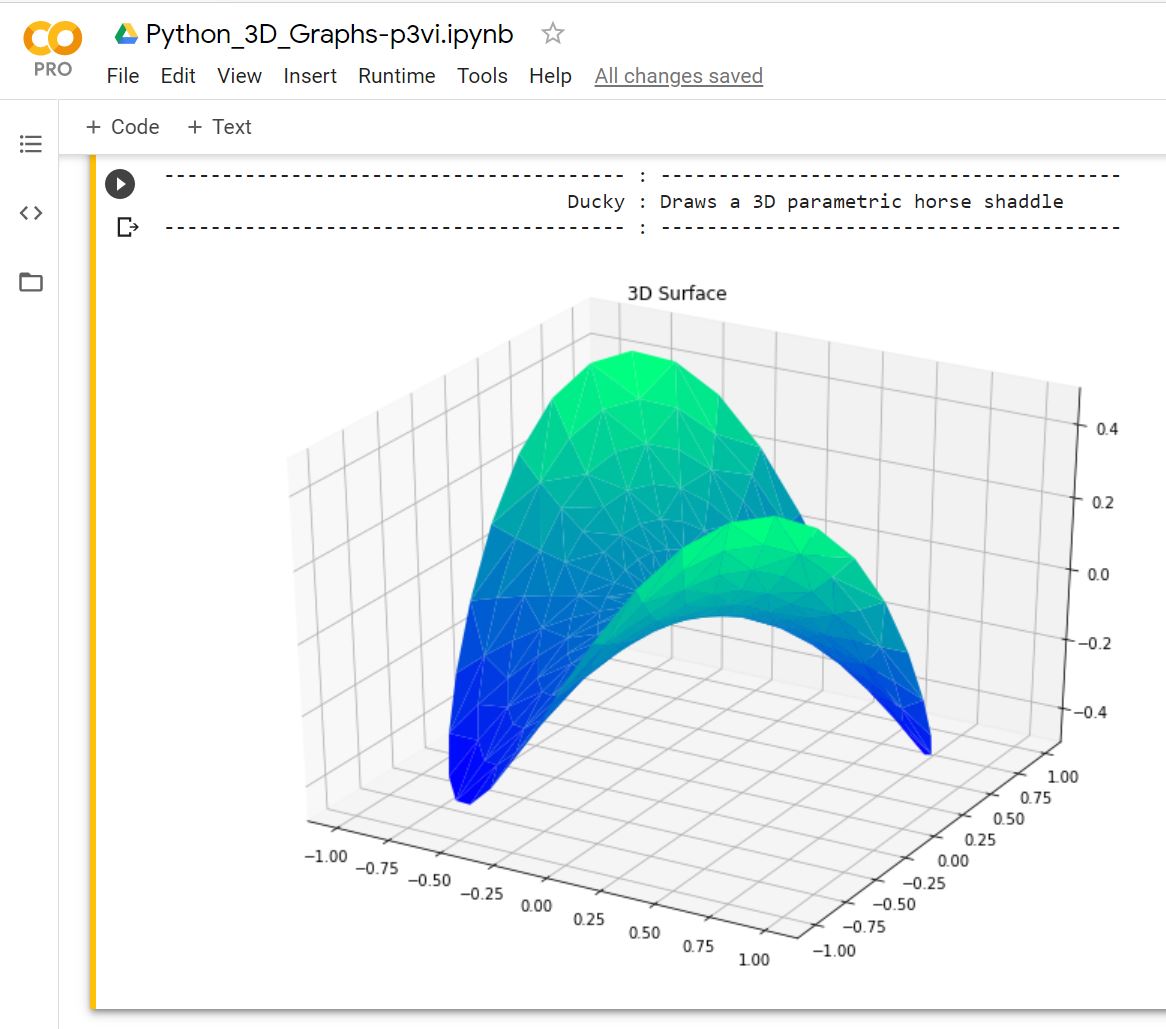 Python_3D_Graphs-p3vi.ipynb
PRO
File Edit View Insert Runtime Tools Help All changes saved
+ Code + Text
---------------------------------------- : ----------------------------------------
Ducky : Draws a 3D parametric horse shaddle
---------------------------------------- : ----------------------------------------
3D Surface
0.4
0.2
0.0
−0.2
−0.4
1.00
0.75
0.50
0.25
0.00
−0.25
−0.50
−0.75
−1.00
−1.00
−0.75
−0.50
−0.25
0.00
0.25
0.50
0.75
1.00